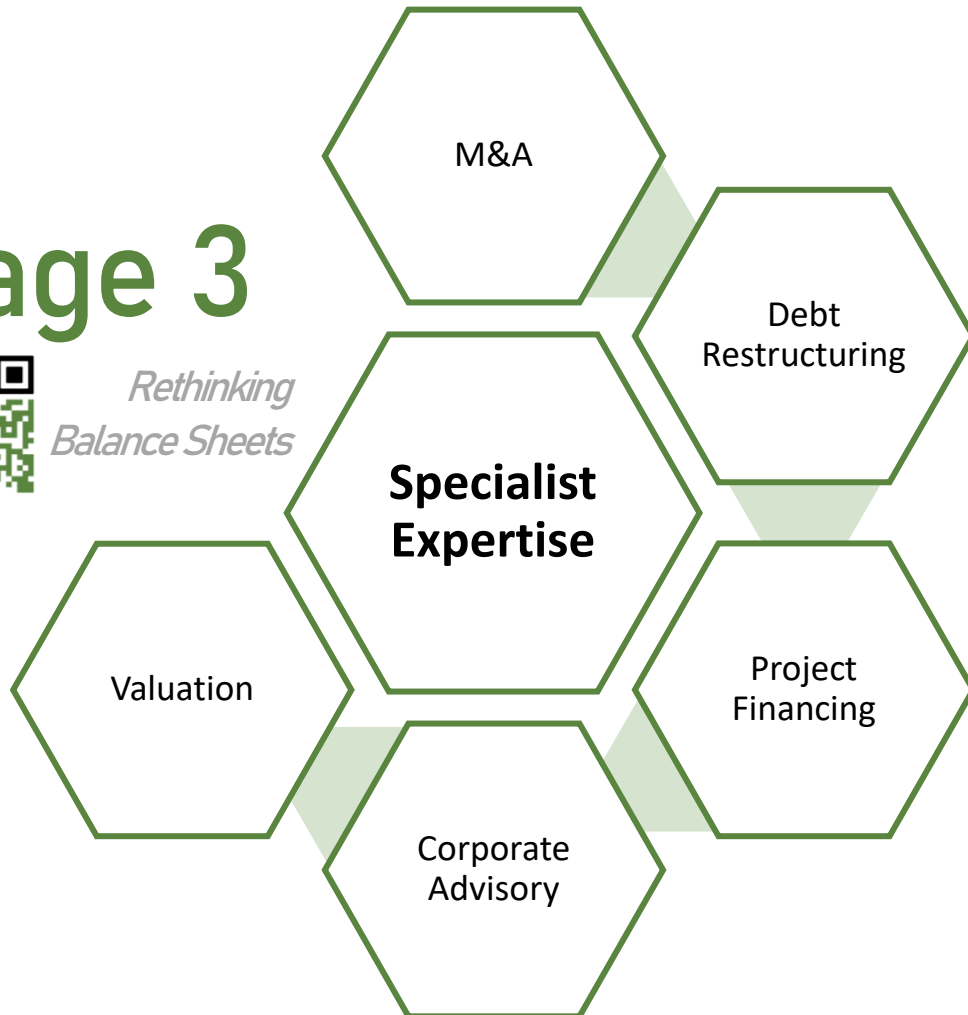 M&A
age 3
Rethinking
Balance Sheets
Debt
Restructuring
Specialist
Expertise
Valuation
Project
Financing
Corporate
Advisory